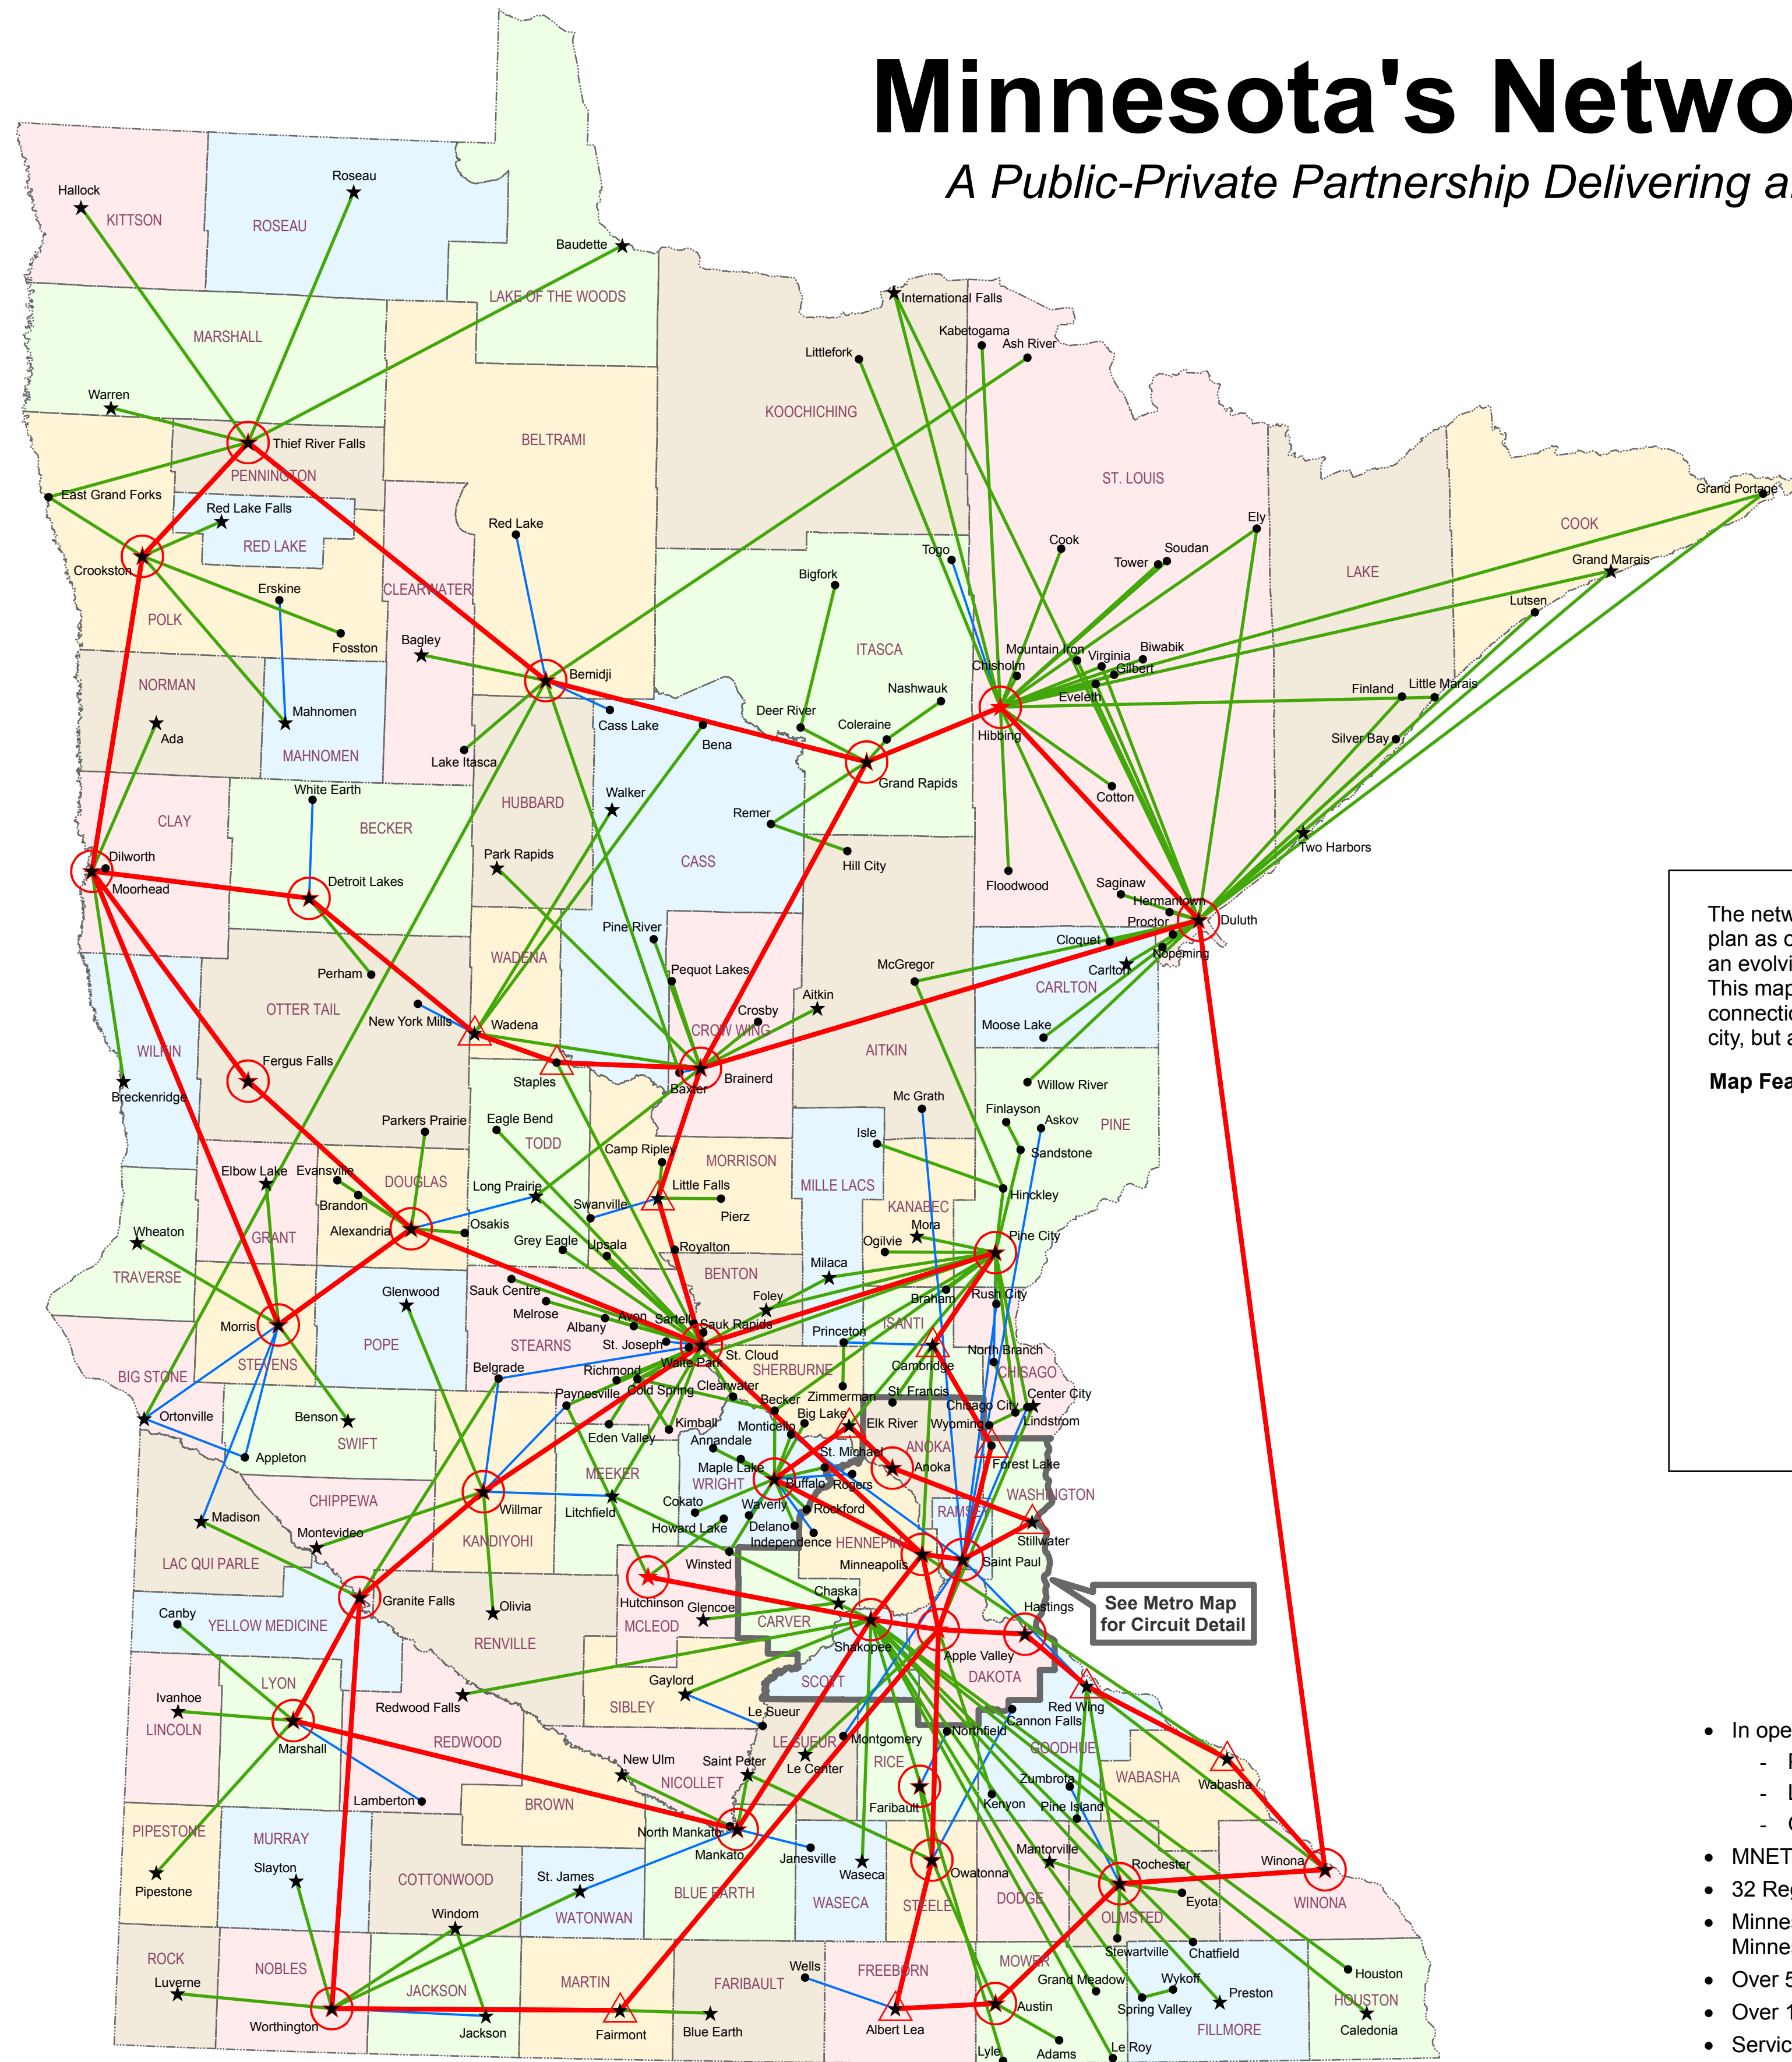 Minnesota's Netwo
A Public-Private Partnership Delivering a
Hallock
KITTSON
Roseau
ROSEAU
Baudette
LAKE OF THE WOODS
International Falls
Kabetogama
Ash River
Littlefork
MARSHALL
Warren
Thief River Falls
PENNINGTON
BELTRAMI
KOOCHICHING
ST. LOUIS
Grand Portage
COOK
East Grand Forks
Red Lake Falls
RED LAKE
Red Lake
Ely
Cook
Soudan
Tower
Togo
Bigfork
LAKE
Grand Marais
Lutsen
Crookston
Erskine
CLEARWATER
POLK
Fosston
Bagley
Bemidji
ITASCA
Mountain Iron
Virginia
Biwabik
Gilbert
Chisholm
Eveleth
Finland
Little Marais
NORMAN
Ada
Mahnomen
MAHNOMEN
Cass Lake
Bena
Deer River
Nashwauk
Coleraine
Hibbing
Silver Bay
Lake Itasca
Grand Rapids
Cotton
White Earth
HUBBARD
Walker
Remer
CLAY
BECKER
Two Harbors
Dilworth
Moorhead
Detroit Lakes
Park Rapids
CASS
Hill City
Floodwood
Saginaw
Hermantown
Proctor
Duluth
Cloquet
Nopeming
Carlton
CARLTON
The netw
plan as o
an evolvi
This map
connectio
city, but a
Map Fea
Perham
Pine River
WADENA
Pequot Lakes
McGregor
OTTER TAIL
New York Mills
Wadena
Crosby
Aitkin
CROW WING
Moose Lake
AITKIN
WILKIN
Fergus Falls
Staples
Baxter
Brainerd
Willow River
Breckenridge
Parkers Prairie
Eagle Bend
TODD
Mc Grath
Finlayson
Askov
PINE
Isle
Sandstone
Camp Ripley
MORRISON
MILLE LACS
Elbow Lake
Evansville
DOUGLAS
Brandon
Long Prairie
Little Falls
Swanville
Pierz
KANABEC
Hinckley
Wheaton
GRANT
Alexandria
Osakis
Mora
Ogilvie
Pine City
Grey Eagle
Upsala
Royalton
TRAVERSE
BENTON
Milaca
Glenwood
Sauk Centre
Melrose
Foley
Braham
Rush City
Morris
POPE
STEARNS
Albany
Avon
Sartell
Sauk Rapids
St. Joseph
Waite Park
St. Cloud
Princeton
ISANTI
Cambridge
North Branch
STEVENS
BIG STONE
Belgrade
Richmond
Cold Spring
SHERBURNE
Clearwater
Zimmerman
St. Francis
CHISAGO
Center City
Chisago City
Lindstrom
Ortonville
Benson
SWIFT
Paynesville
Kimball
Becker
Big Lake
Monticello
Elk River
Wyoming
Eden Valley
Annandale
St. Michael
ANOKA
Anoka
Forest Lake
Appleton
MEEKER
Maple Lake
WRIGHT
Buffalo
Rogers
WASHINGTON
CHIPPEWA
Willmar
Litchfield
Cokato
Waverly
Rockford
RAMSEY
Madison
Montevideo
KANDIYOHI
Howard Lake
Delano
Independence
HENNEPIN
Stillwater
LAC QUI PARLE
Winsted
Minneapolis
Saint Paul
Hutchinson
Chaska
See Metro Map
for Circuit Detail
Canby
Granite Falls
Olivia
Glencoe
Hastings
YELLOW MEDICINE
RENVILLE
MCLEOD
CARVER
Shakopee
Apple Valley
LYON
SCOTT
DAKOTA
Ivanhoe
LINCOLN
Redwood Falls
Gaylord
SIBLEY
Le Sueur
Red Wing
Cannon Falls
Marshall
REDWOOD
LE SUEUR
Montgomery
Northfield
GOODHUE
New Ulm
Saint Peter
Le Center
RICE
WABASHA
Wabasha
NICOLLET
Zumbrota
Lamberton
BROWN
Faribault
Kenyon
Pine Island
PIPESTONE
MURRAY
North Mankato
Mankato
Janesville
Mantorville
Slayton
COTTONWOOD
St. James
Waseca
Owatonna
Rochester
Winona
Pipestone
BLUE EARTH
WASECA
STEELE
DODGE
Eyota
WINONA
Windom
WATONWAN
OLMSTED
ROCK
NOBLES
Stewartville
Chatfield
Luverne
JACKSON
MARTIN
FARIBAULT
Wells
FREEBORN
MOWER
Grand Meadow
Wykoff
Houston
Spring Valley
Preston
HOUSTON
Worthington
Jackson
Fairmont
Blue Earth
Albert Lea
Austin
FILLMORE
Caledonia
Lyle
Adams
Le Roy
• In ope
-
-
-
• MNET
• 32 Reg
• Minne
Minnes
• Over 5
• Over 1
• Servic